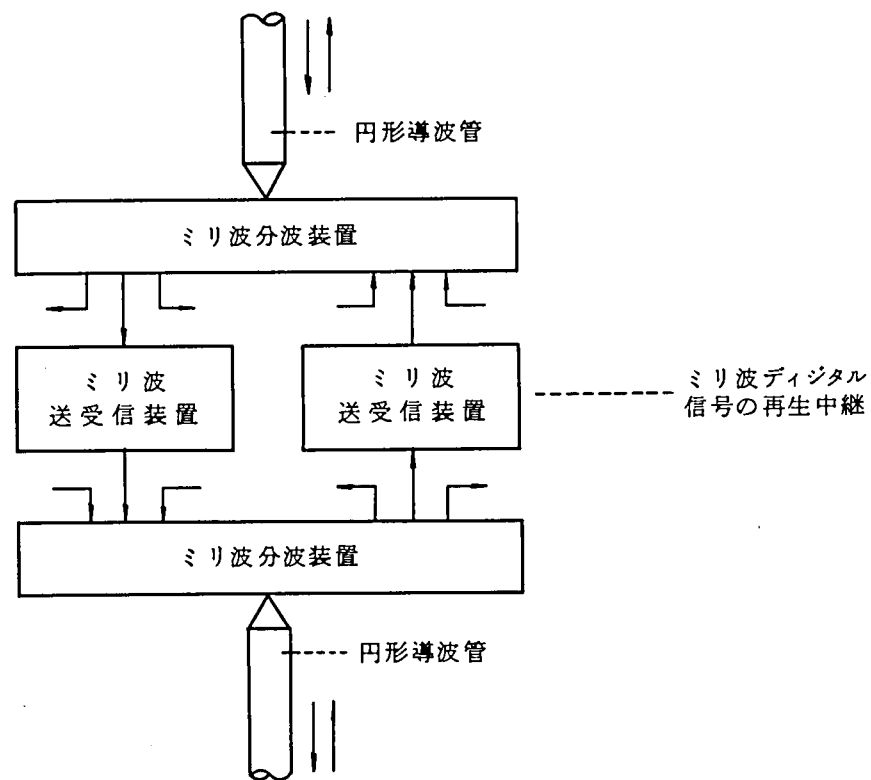 円形導波管
ミリ波分波装置
ミリ波
送受信装置
ミリ波
送受信装置
ミリ波ディジタル
信号の再生中継
ミリ波分波装置
円形導波管